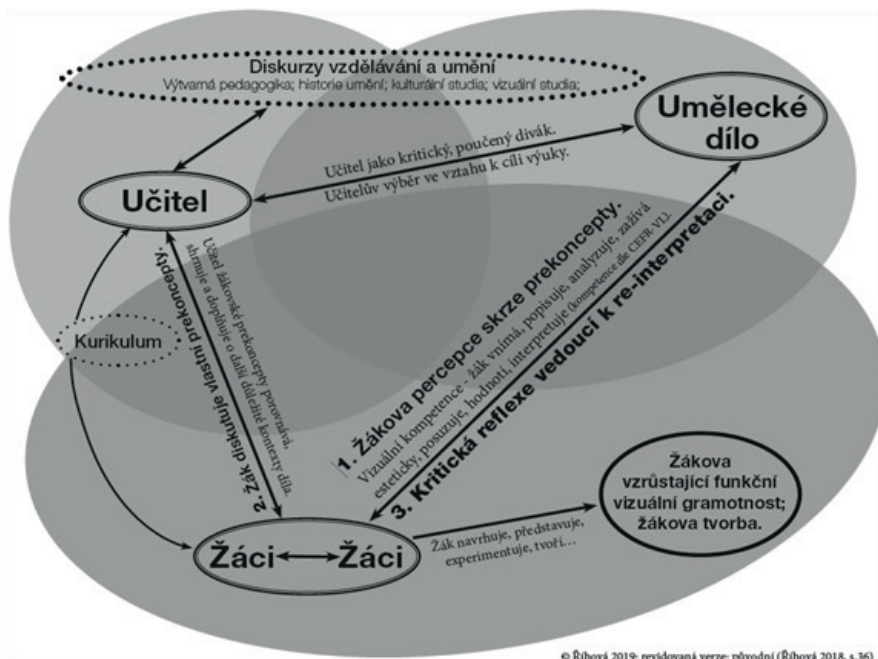 Diskurzy vzdělávání a umění
Výtvarná pedagogika; historie umění; kulturální studia; vizuální studia;
Umělecké
dílo
Učitel jako kritický, poučený divák.
Učitelův výběr ve vztahu k cíli výuky.
Učitel
Kurikulum
Učitel žákovské prekoncepty porovnává,
shrnuje a doplňuje o další důležité kontexty díla.
2. Žák diskutuje vlastní prekoncepty.
1. Žákova percepce skrze prekoncepty.
Vizuální kompetence - žák vnímá, popisuje, analyzuje, zažívá
esteticky, posuzuje, hodnotí, interpretuje (kompetence dle CEFR-VL).
3. Kritická reflexe vedoucí k re-interpretaci.
Žákova
vzrůstající funkční
vizuální gramotnost;
žákova tvorba.
Žáci Žáci
Žák navrhuje, představuje,
experimentuje, tvoří...
© Říhová 2019; revidovaná verze; původní (Říhová 2018, s.36)